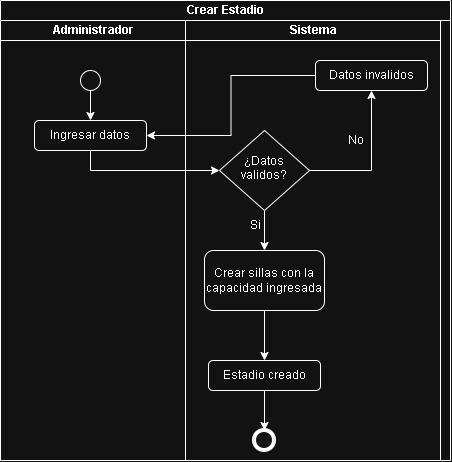 Crear Estadio
Administrador
Sistema
Datos invalidos
Ingresar datos
No
¿Datos
validos?
Si
Crear sillas con la
capacidad ingresada
Estadio creado